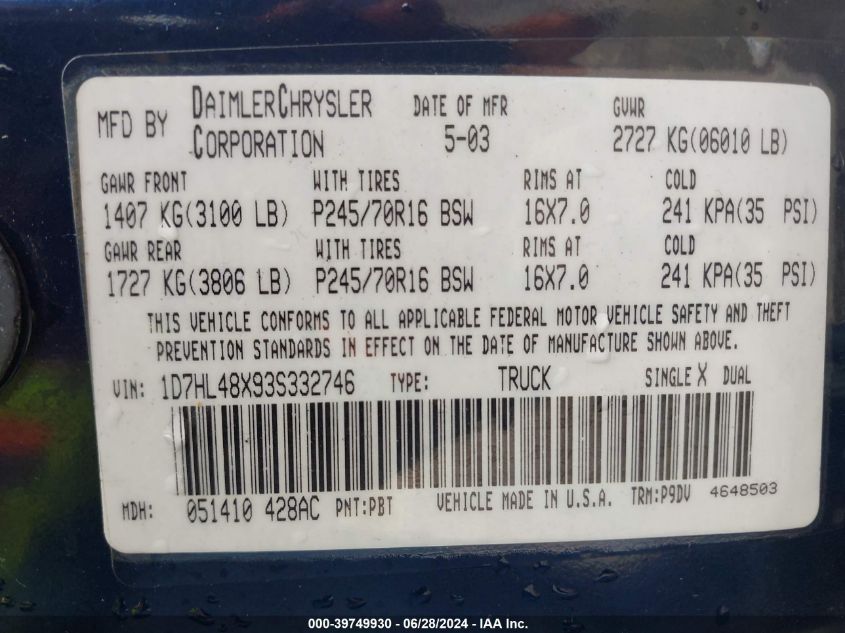 MFD BY DAIMLERCHRYSLER CORPORATION DATE OF MFR 5-03 GVWR 2727 KG(06010 LB)
GAWR FRONT WITH TIRES RIMS AT COLD
1407 KG(3100 LB) P245/70R16 BSW 16X7.0 241 KPA(35 PSI)
GAWR REAR WITH TIRES RIMS AT COLD
1727 KG(3806 LB) P245/70R16 BSW 16X7.0 241 KPA(35 PSI)
THIS VEHICLE CONFORMS TO ALL APPLICABLE FEDERAL MOTOR VEHICLE SAFETY AND THEFT
PREVENTION STANDARDS IN EFFECT ON THE DATE OF MANUFACTURE SHOWN ABOVE.
VIN: 1D7HL48X93S332746 TYPE: TRUCK SINGLE X DUAL
MDH: 051410 428AC PNT:PBT VEHICLE MADE IN U.S.A. TRM:P9DV 4648503
000-39749930 - 06/28/2024 - IAA Inc.